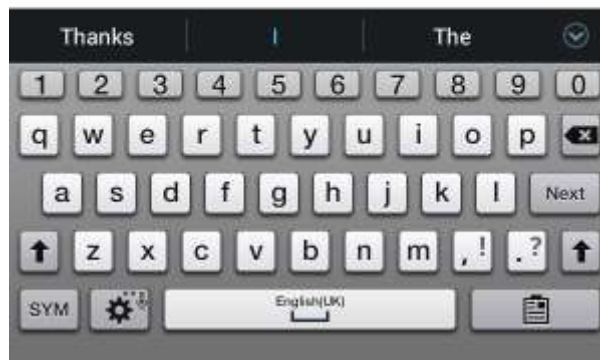 Thanks I The
1 2 3 4 5 6 7 8 9 0
q w e r t y u i o p
a s d f g h j k l Next
z x c v b n m , ! . ?
SYM English(UK)